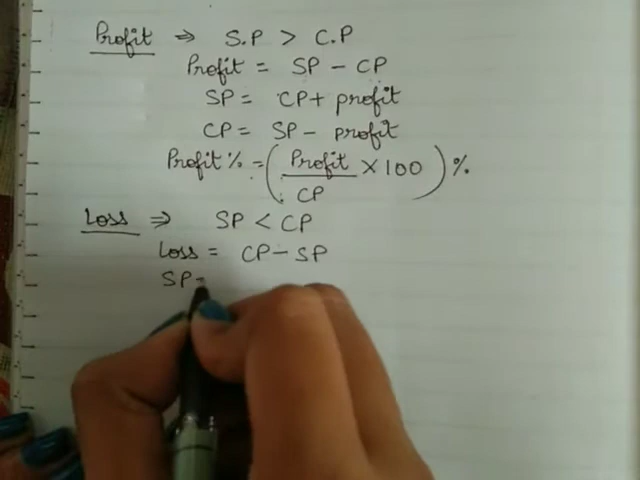 Profit ⇒ S.P > C.P
Profit = SP - CP
SP = CP + profit
CP = SP - profit
Profit % = (Profit/CP × 100) %
Loss ⇒ SP < CP
Loss = CP - SP
SP =